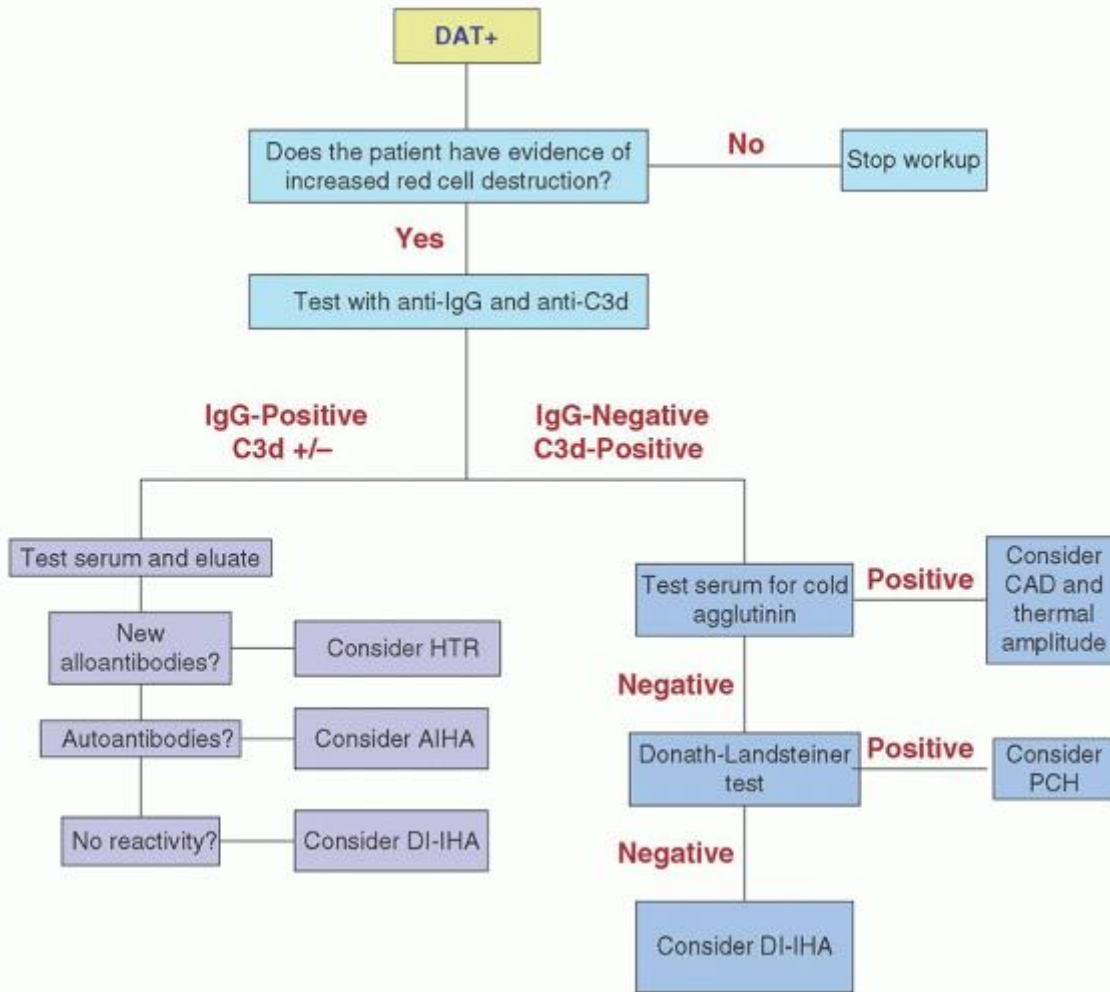 DAT+
Does the patient have evidence of
increased red cell destruction?
No
Stop workup
Yes
Test with anti-IgG and anti-C3d
IgG-Positive
C3d +/–
IgG-Negative
C3d-Positive
Test serum and eluate
New
alloantibodies?
Consider HTR
Autoantibodies?
Consider AIHA
No reactivity?
Consider DI-IHA
Test serum for cold
agglutinin
Positive
Consider
CAD and
thermal
amplitude
Negative
Donath-Landsteiner
test
Positive
Consider
PCH
Negative
Consider DI-IHA